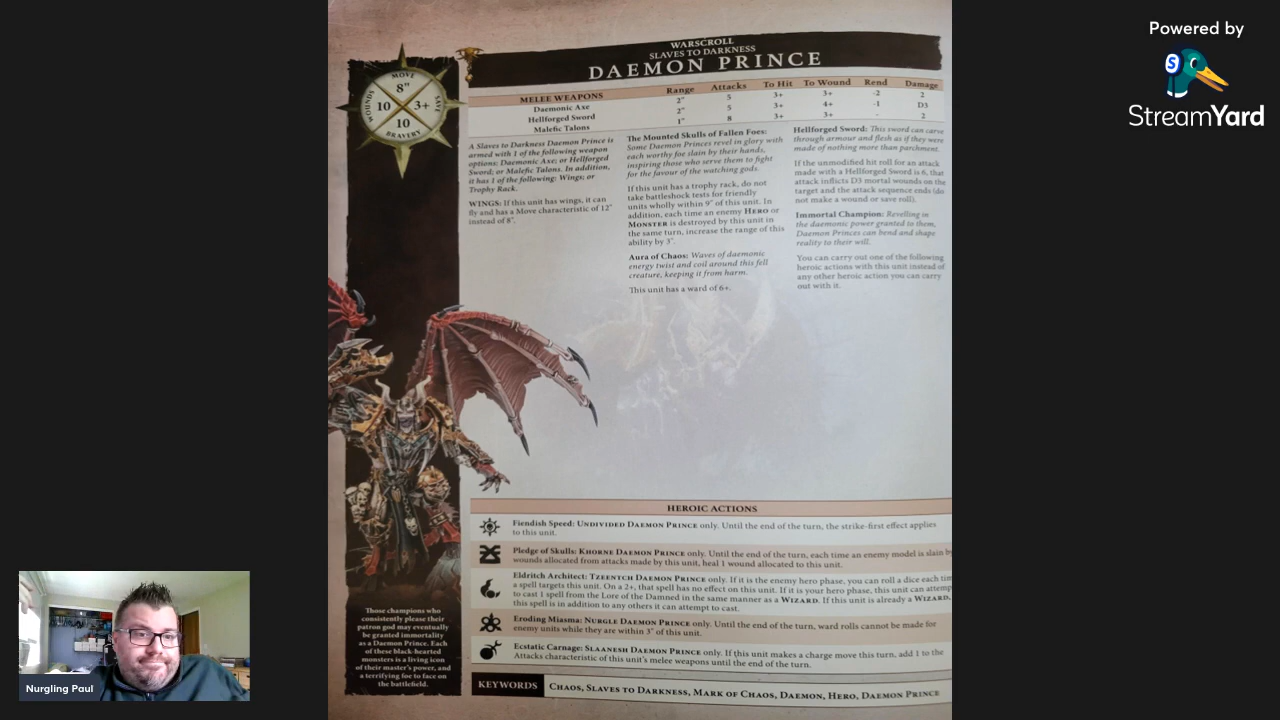 Powered by
StreamYard
WARSCROLL
SLAVES TO DARKNESS
DAEMON PRINCE
MOVE
8"
WOUNDS
10
3+
SAVE
10
BRAVERY
MELEE WEAPONS Range Attacks To Hit To Wound Rend Damage
Daemonic Axe 2" 5 3+ 3+ -2 2
Hellforged Sword 2" 5 3+ 4+ -1 D3
Malefic Talons 1" 8 3+ 3+ - 2
A Slaves to Darkness Daemon Prince is
armed with 1 of the following weapon
options: Daemonic Axe; or Hellforged
Sword; or Malefic Talons. In addition,
it has 1 of the following: Wings; or
Trophy Rack.
WINGS: If this unit has wings, it can
fly and has a Move characteristic of 12"
instead of 8".
The Mounted Skulls of Fallen Foes:
Some Daemon Princes revel in glory with
each worthy foe slain by their hands,
inspiring those who serve them to fight
for the favour of the watching gods.
If this unit has a trophy rack, do not
take battleshock tests for friendly
units wholly within 9" of this unit. In
addition, each time an enemy HERO or
MONSTER is destroyed by this unit in
the same turn, increase the range of this
ability by 3".
Aura of Chaos: Waves of daemonic
energy twist and coil around this fell
creature, keeping it from harm.
This unit has a ward of 6+.
Hellforged Sword: This sword can carve
through armour and flesh as if they were
made of nothing more than parchment.
If the unmodified hit roll for an attack
made with a Hellforged Sword is 6, that
attack inflicts D3 mortal wounds on the
target and the attack sequence ends (do
not make a wound or save roll).
Immortal Champion: Revelling in
the daemonic power granted to them,
Daemon Princes can bend and shape
reality to their will.
You can carry out one of the following
heroic actions with this unit instead of
any other heroic action you can carry
out with it.
HEROIC ACTIONS
Fiendish Speed: UNDIVIDED DAEMON PRINCE only. Until the end of the turn, the strike-first effect applies
to this unit.
Pledge of Skulls: KHORNE DAEMON PRINCE only. Until the end of the turn, each time an enemy model is slain by
wounds allocated from attacks made by this unit, heal 1 wound allocated to this unit.
Eldritch Architect: TZEENTCH DAEMON PRINCE only. If it is the enemy hero phase, you can roll a dice each tim
a spell targets this unit. On a 2+, that spell has no effect on this unit. If it is your hero phase, this unit can attemp
to cast 1 spell from the Lore of the Damned in the same manner as a WIZARD. If this unit is already a WIZARD,
this spell is in addition to any others it can attempt to cast.
Eroding Miasma: NURGLE DAEMON PRINCE only. Until the end of the turn, ward rolls cannot be made for
enemy units while they are within 3" of this unit.
Ecstatic Carnage: SLAANESH DAEMON PRINCE only. If this unit makes a charge move this turn, add 1 to the
Attacks characteristic of this unit's melee weapons until the end of the turn.
Those champions who
consistently please their
patron god may eventually
be granted immortality
as a Daemon Prince. Each
of these black-hearted
monsters is a living icon
of their master's power, and
a terrifying foe to face on
the battlefield.
KEYWORDS CHAOS, SLAVES TO DARKNESS, MARK OF CHAOS, DAEMON, HERO, DAEMON PRINCE
Nurgling Paul